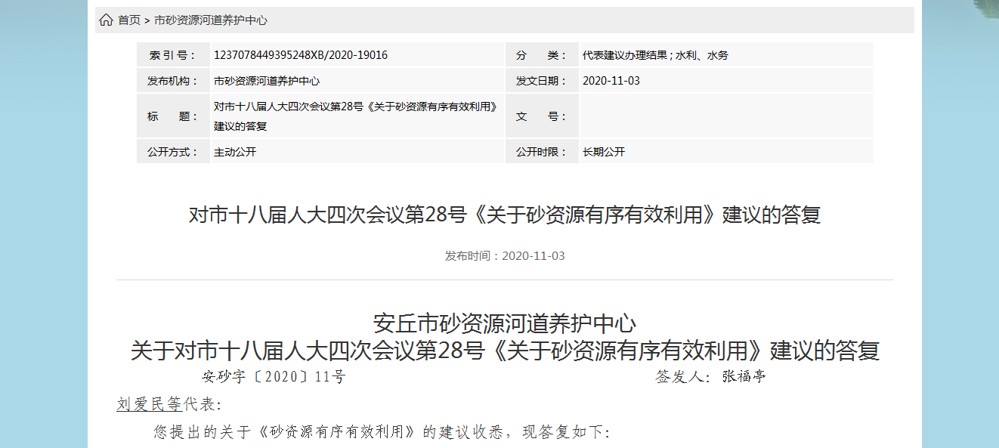 首页 > 市砂资源河道养护中心
索 引 号： 1237078449395248XB/2020-19016 分 类： 代表建议办理结果 ; 水利、水务
发布机构： 市砂资源河道养护中心 发文日期： 2020-11-03
标 题： 对市十八届人大四次会议第28号《关于砂资源有序有效利用》
建议的答复 文 号：
公开方式： 主动公开 公开时限： 长期公开
对市十八届人大四次会议第28号《关于砂资源有序有效利用》建议的答复
发布时间：2020-11-03
安丘市砂资源河道养护中心
关于对市十八届人大四次会议第28号《关于砂资源有序有效利用》建议的答复
安砂字〔2020〕11号 签发人：张福亭
刘爱民等代表：
您提出的关于《砂资源有序有效利用》的建议收悉，现答复如下：